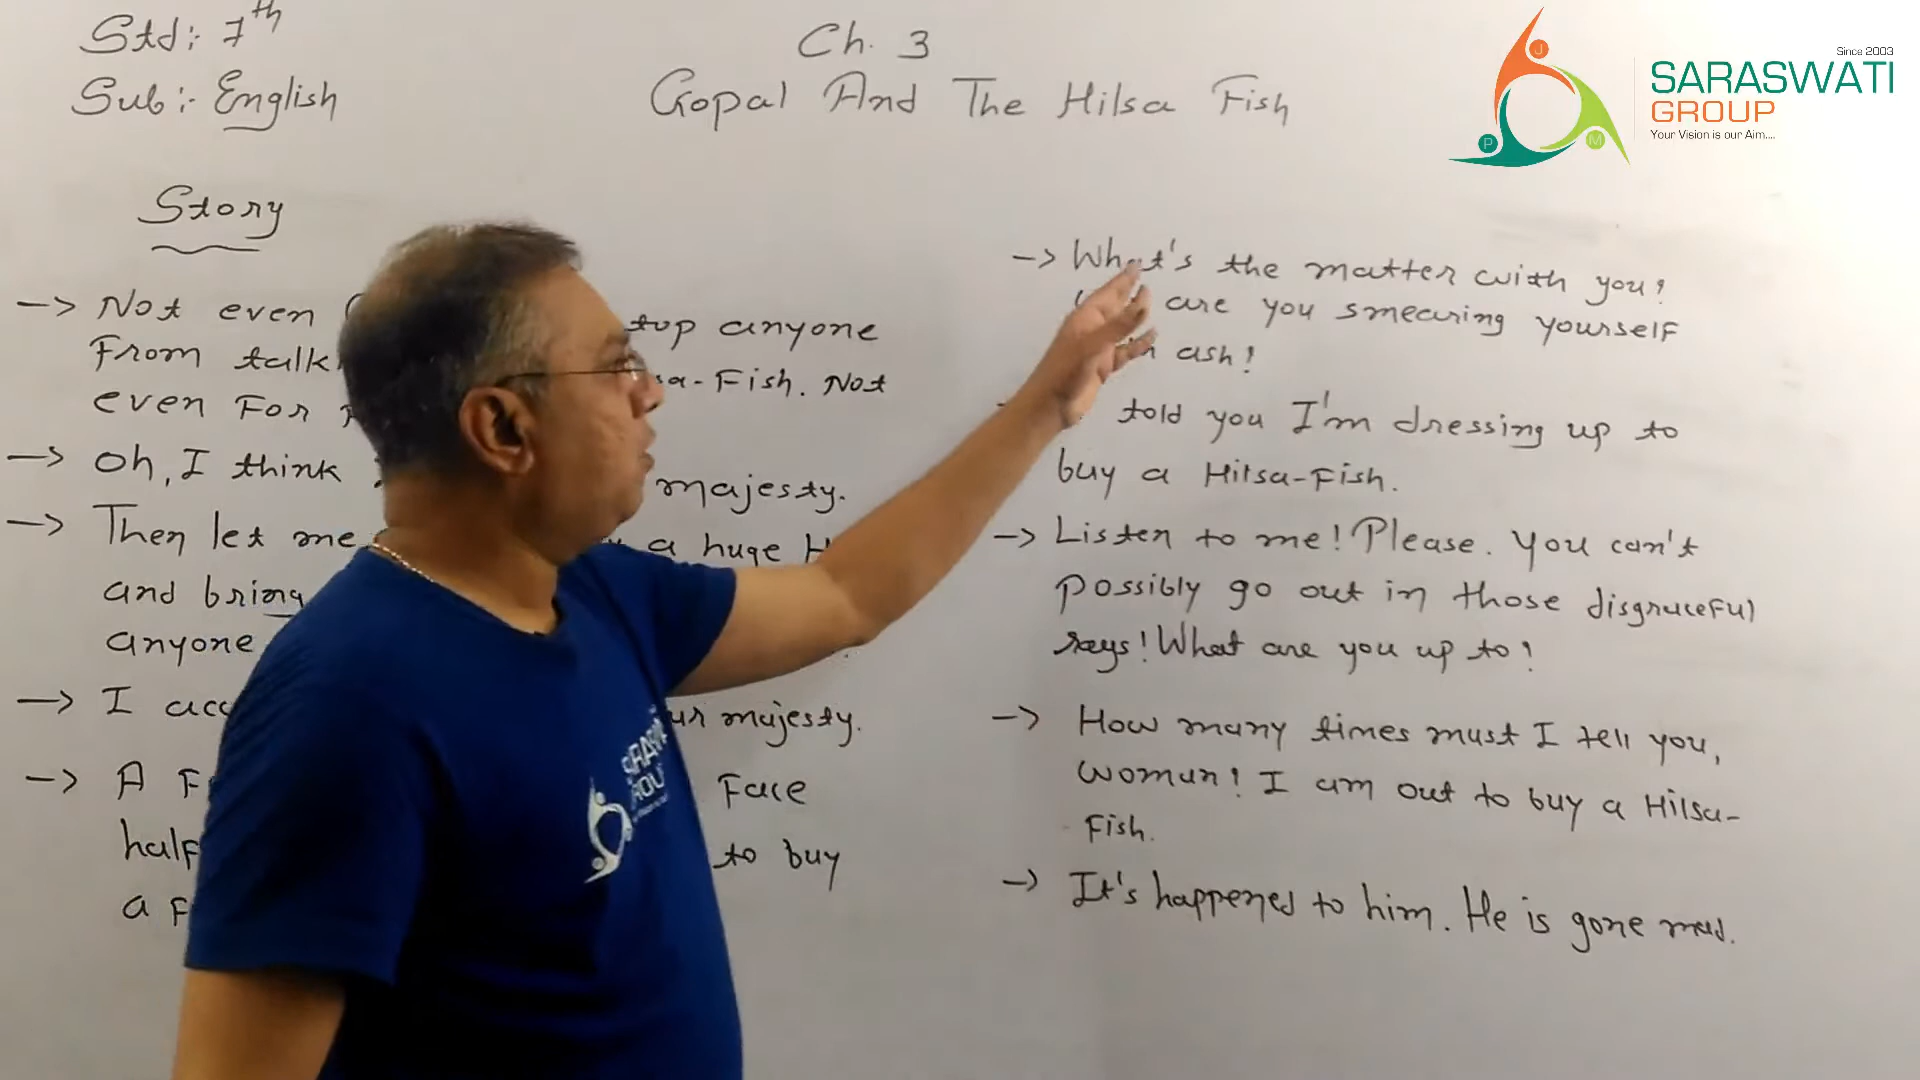 Std:- 7th
Sub:- English
Ch. 3
Gopal And The Hilsa Fish
J
P
M
Since 2003
SARASWATI
GROUP
Your Vision is our Aim....
Story
-> Not even anyone
From talk -Fish. Not
even For
-> Oh, I think majesty.
-> Then let me a huge
and bring
anyone
-> I majesty.
-> A Face
half to buy
a
-> What's the matter with you?
are you smearing yourself
ash!
told you I'm dressing up to
buy a Hilsa-Fish.
-> Listen to me! Please. You can't
possibly go out in those disgraceful
rags! What are you up to?
-> How many times must I tell you,
woman! I am out to buy a Hilsa-
Fish.
-> It's happened to him. He is gone mad.
GROUP